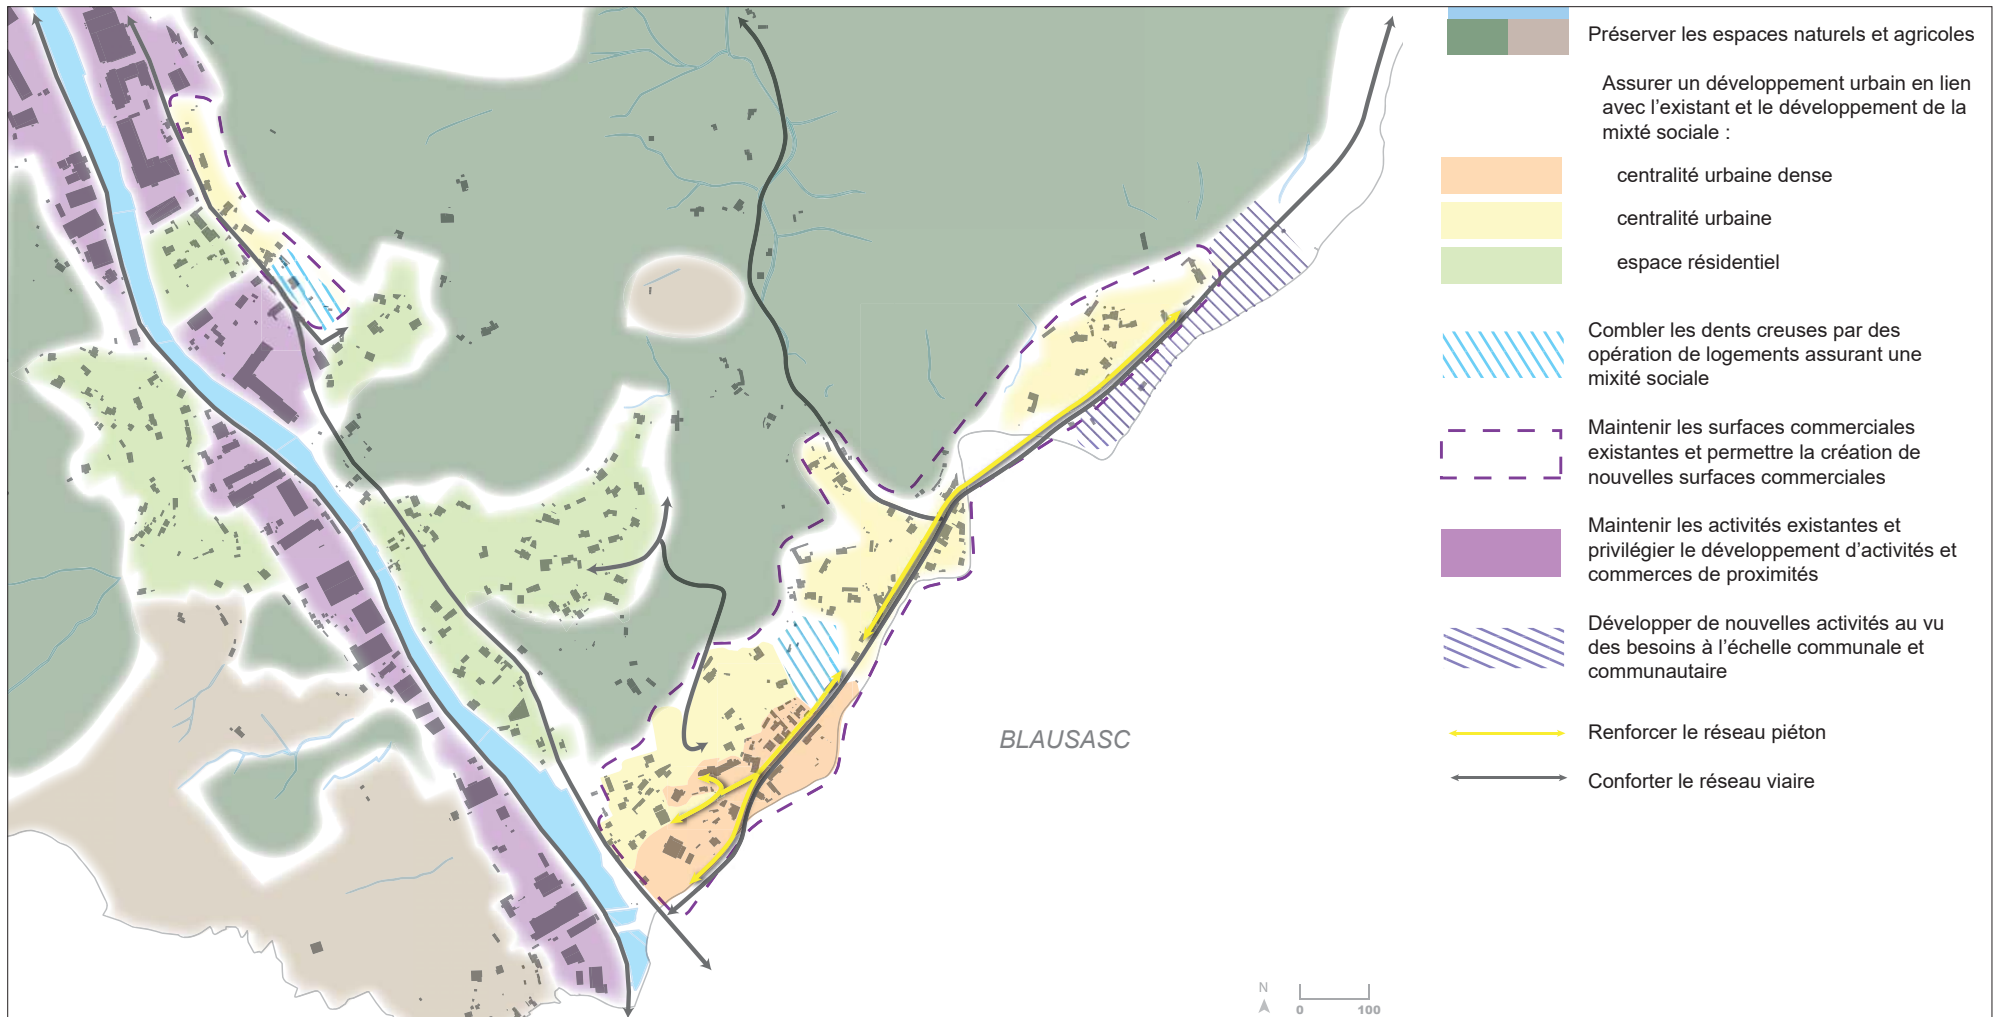 Préserver les espaces naturels et agricoles
Assurer un développement urbain en lien
avec l'existant et le développement de la
mixté sociale :
centralité urbaine dense
centralité urbaine
espace résidentiel
Combler les dents creuses par des
opération de logements assurant une
mixité sociale
Maintenir les surfaces commerciales
existantes et permettre la création de
nouvelles surfaces commerciales
Maintenir les activités existantes et
privilégier le développement d'activités et
commerces de proximités
Développer de nouvelles activités au vu
des besoins à l'échelle communale et
communautaire
Renforcer le réseau piéton
Conforter le réseau viaire
BLAUSASC
N
0 100